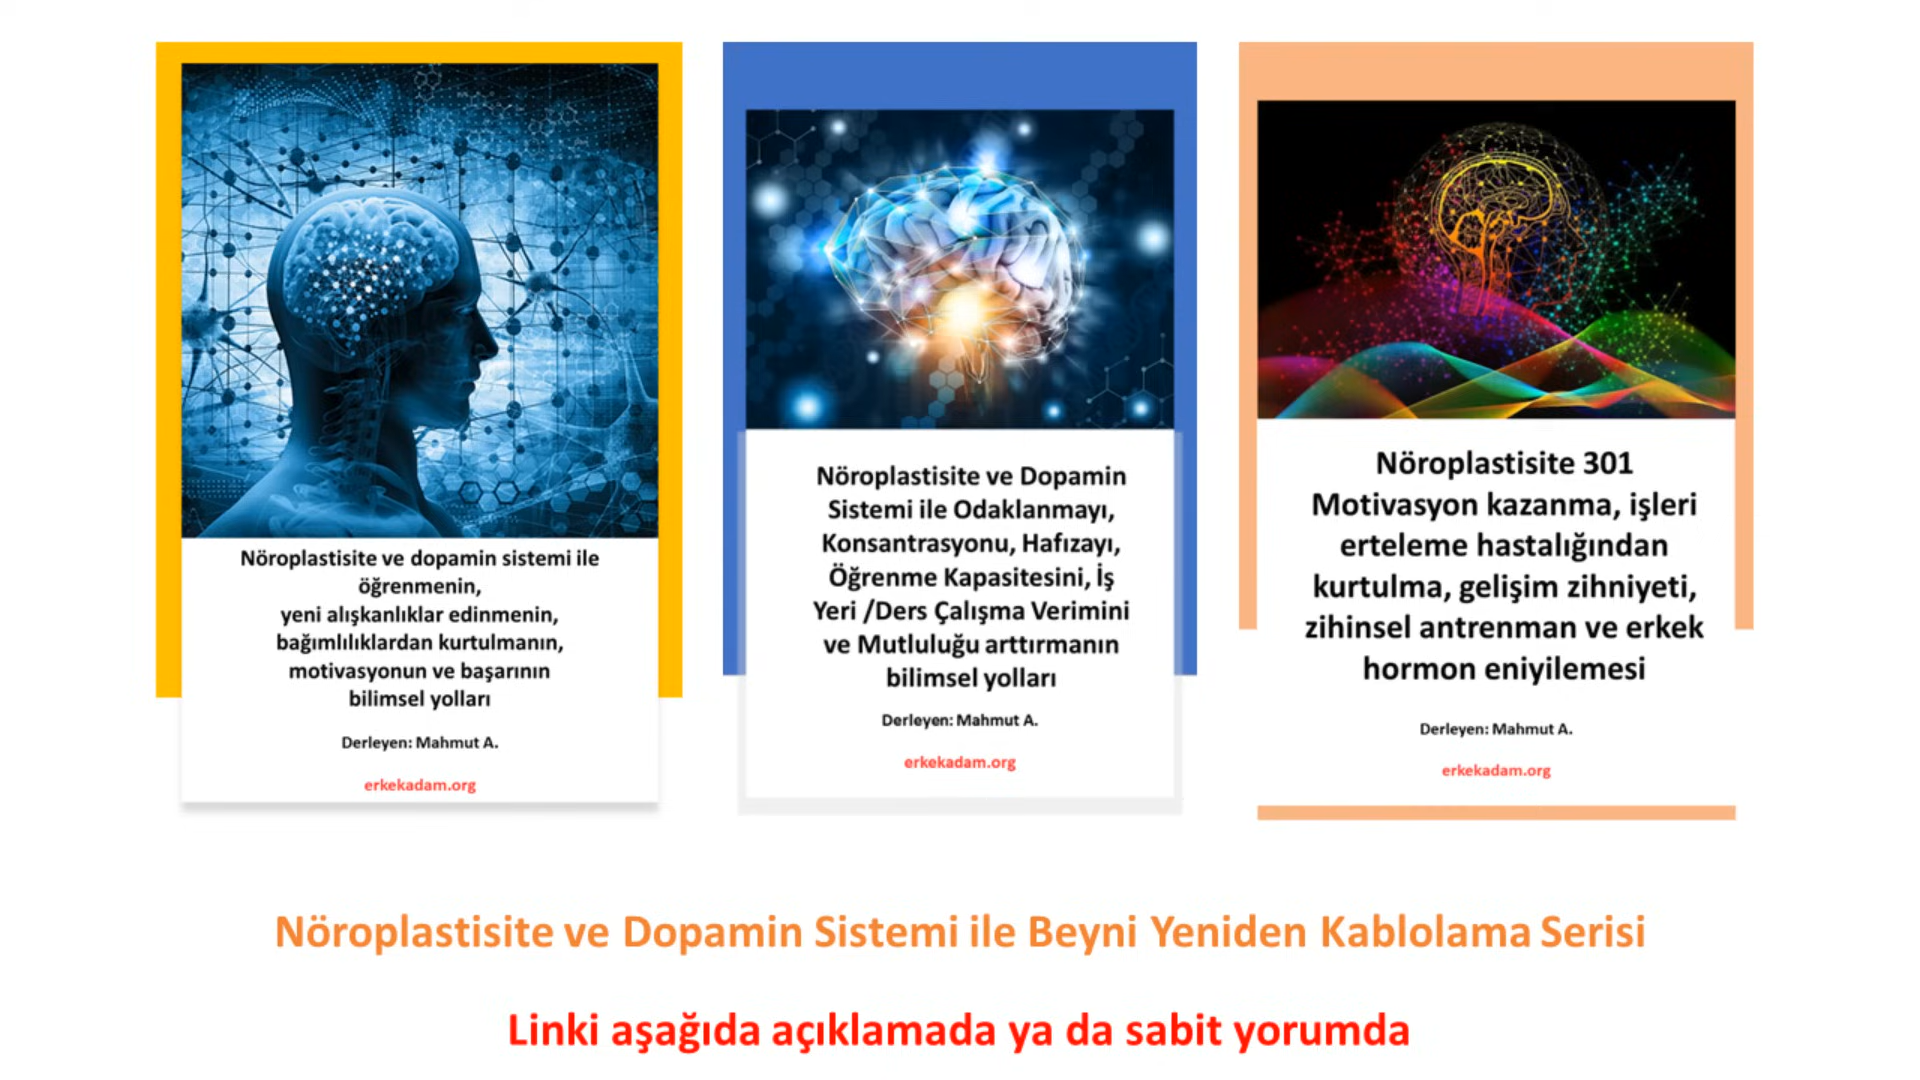 Nöroplastisite ve dopamin sistemi ile
öğrenmenin,
yeni alışkanlıklar edinmenin,
bağımlılıklardan kurtulmanın,
motivasyonun ve başarının
bilimsel yolları
Derleyen: Mahmut A.
erkekadam.org
Nöroplastisite ve Dopamin
Sistemi ile Odaklanmayı,
Konsantrasyonu, Hafızayı,
Öğrenme Kapasitesini, İş
Yeri /Ders Çalışma Verimini
ve Mutluluğu arttırmanın
bilimsel yolları
Derleyen: Mahmut A.
erkekadam.org
Nöroplastisite 301
Motivasyon kazanma, işleri
erteleme hastalığından
kurtulma, gelişim zihniyeti,
zihinsel antrenman ve erkek
hormon eniyilemesi
Derleyen: Mahmut A.
erkekadam.org
Nöroplastisite ve Dopamin Sistemi ile Beyni Yeniden Kablolama Serisi
Linki aşağıda açıklamada ya da sabit yorumda